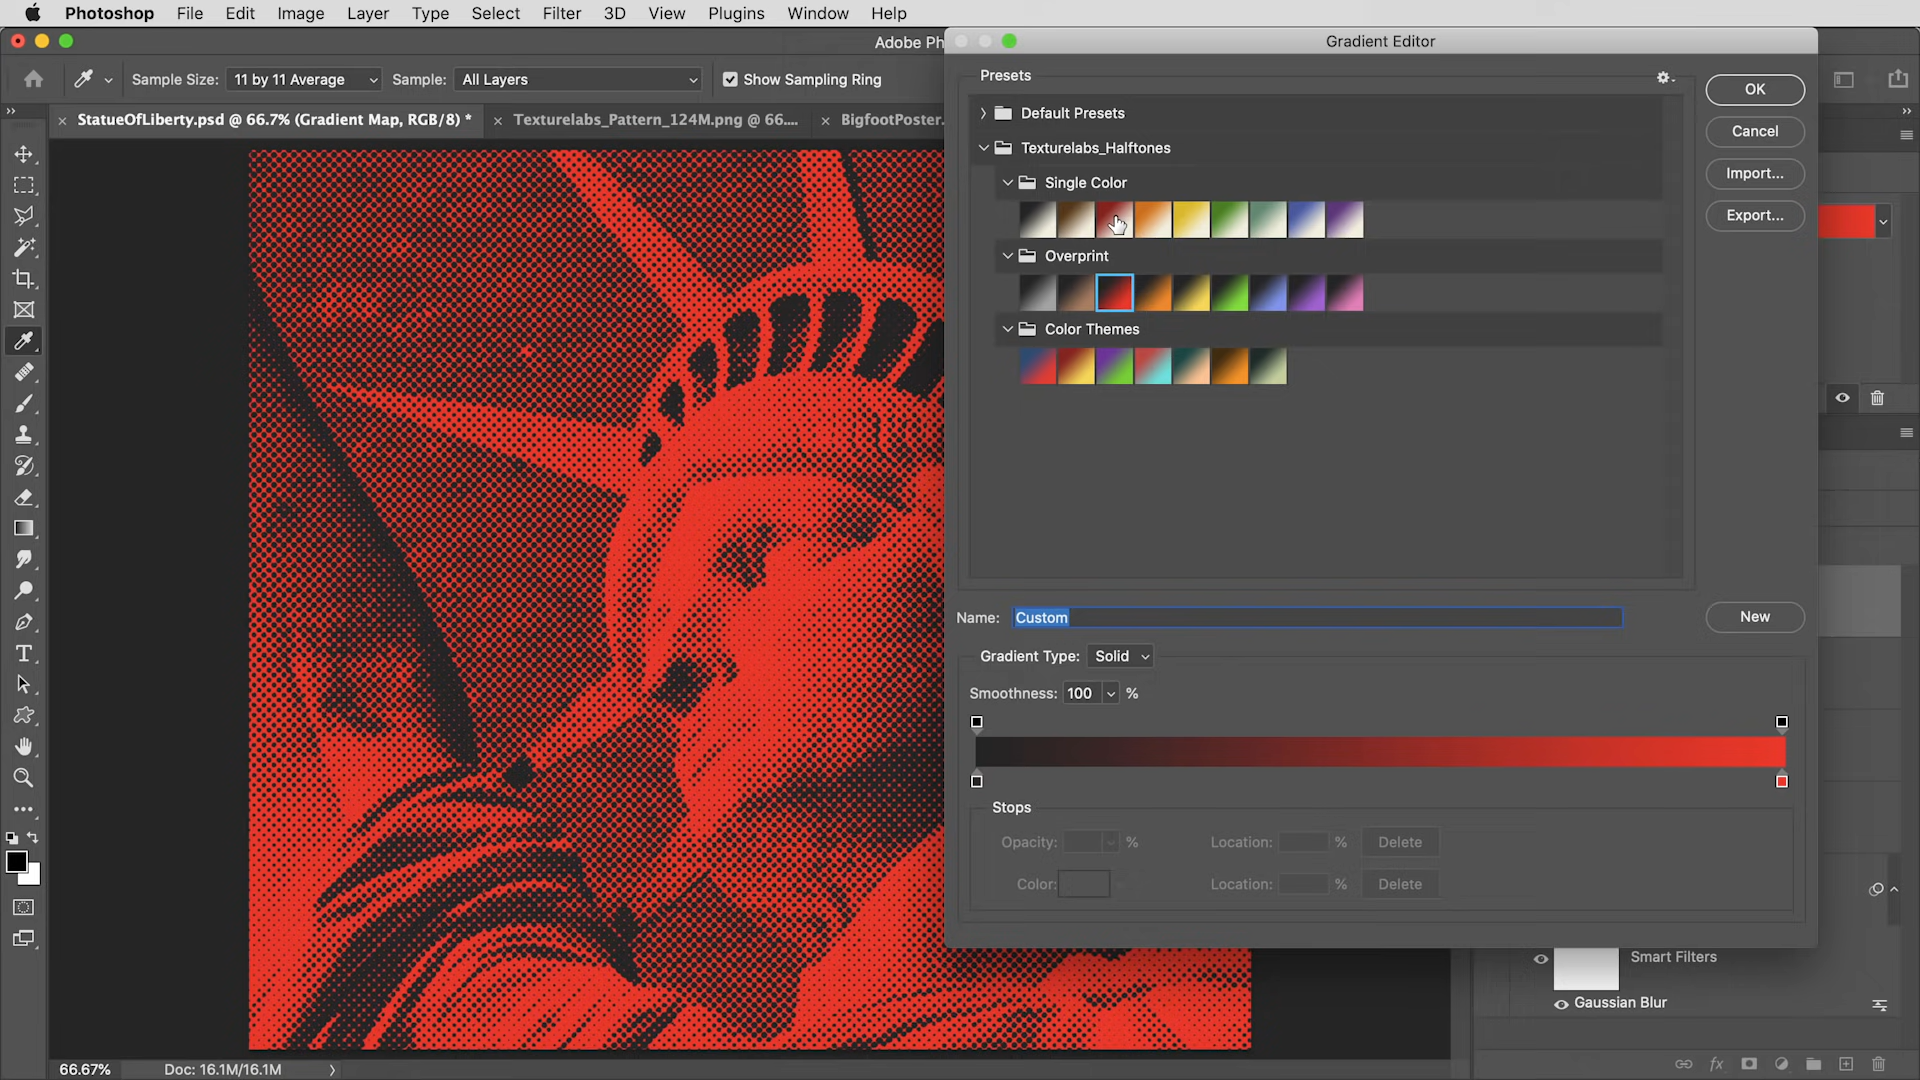 Photoshop File Edit Image Layer Type Select Filter 3D View Plugins Window Help
Adobe Ph
Gradient Editor
Sample Size: 11 by 11 Average Sample: All Layers Show Sampling Ring
StatueOfLiberty.psd @ 66.7% (Gradient Map, RGB/8) * Texturelabs_Pattern_124M.png @ 66.... BigfootPoster.
Presets
OK
Default Presets
Cancel
Texturelabs_Halftones
Import...
Single Color
Export...
Overprint
Color Themes
Name: Custom
New
Gradient Type: Solid
Smoothness: 100 %
Stops
Opacity: % Location: % Delete
Color: Location: % Delete
Smart Filters
Gaussian Blur
66.67% Doc: 16.1M/16.1M
fx